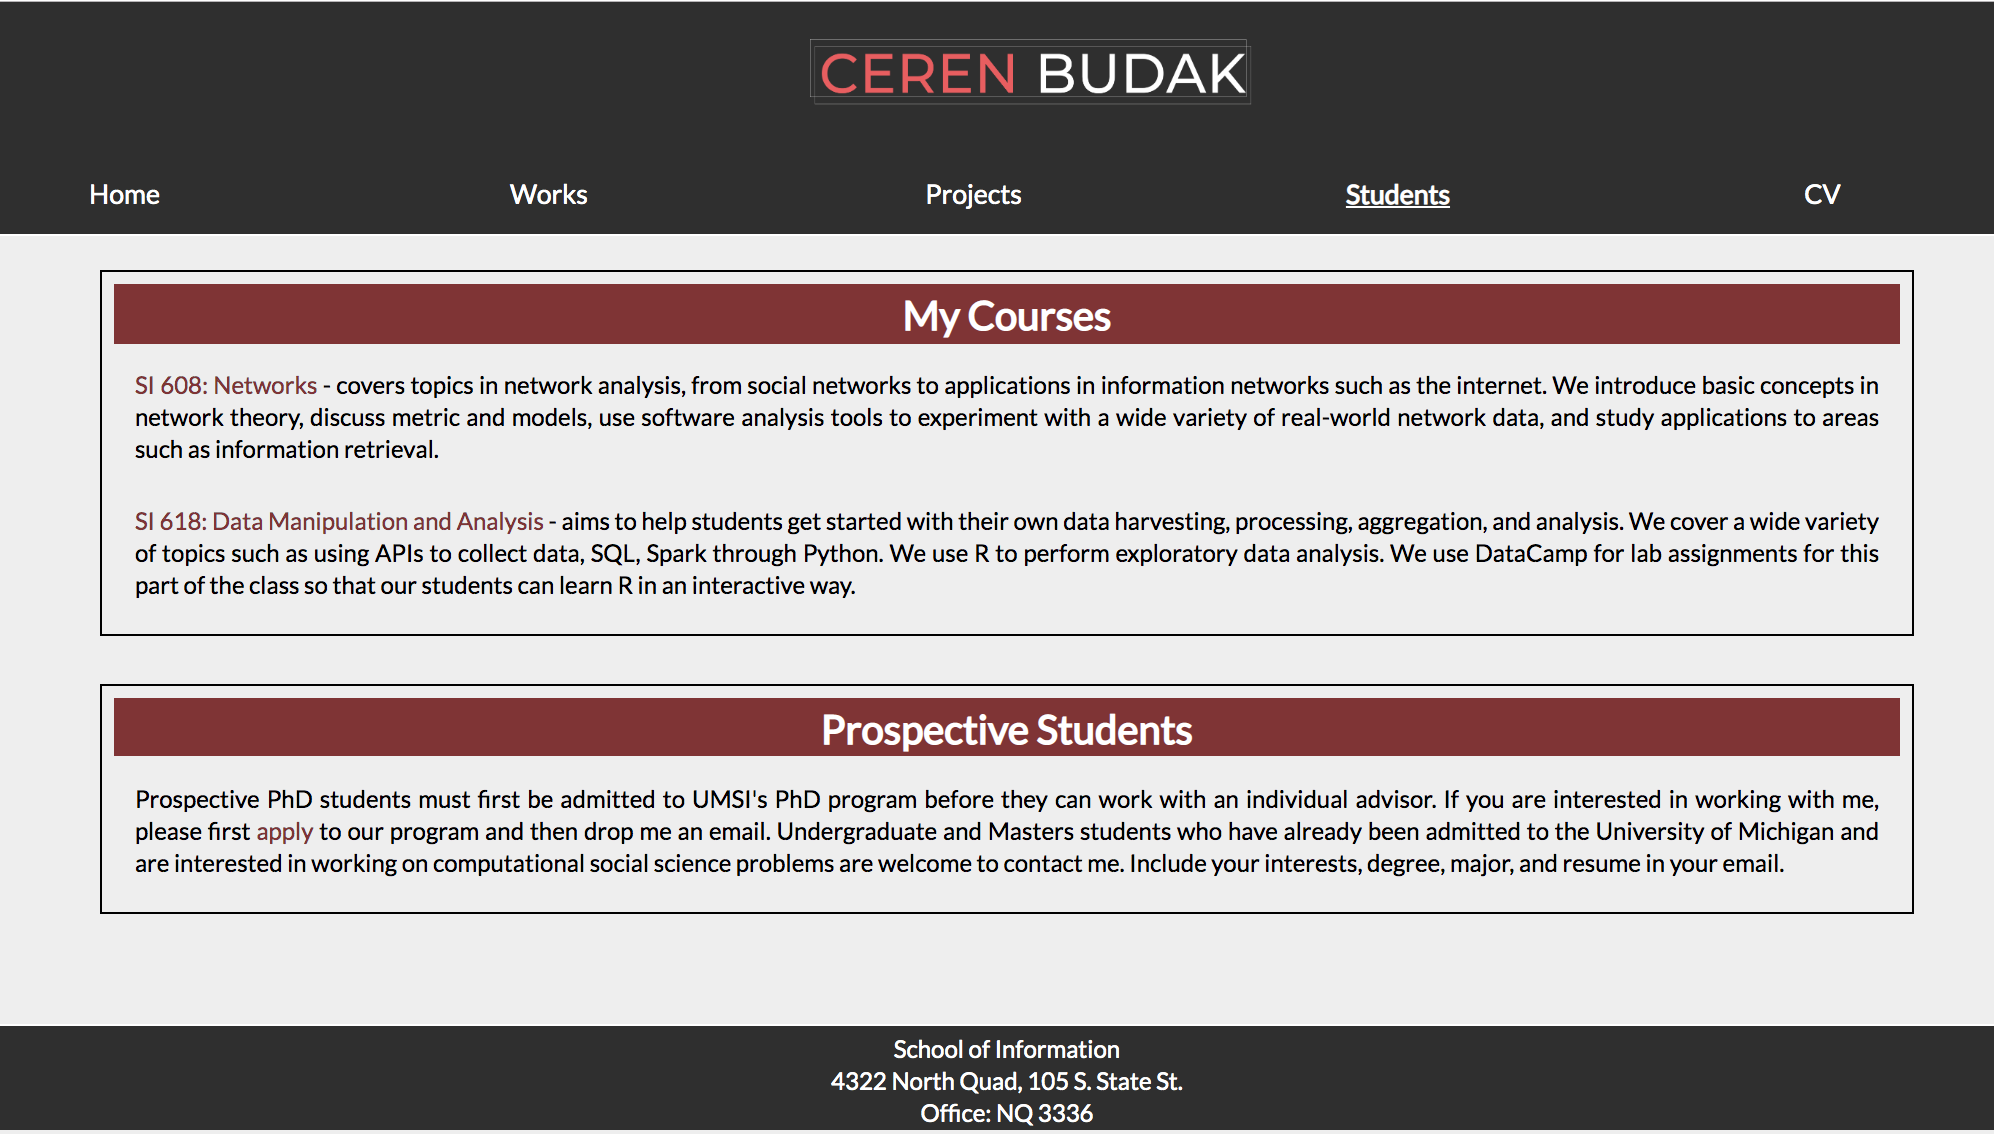 CEREN BUDAK
Home Works Projects Students CV
My Courses
SI 608: Networks - covers topics in network analysis, from social networks to applications in information networks such as the internet. We introduce basic concepts in
network theory, discuss metric and models, use software analysis tools to experiment with a wide variety of real-world network data, and study applications to areas
such as information retrieval.
SI 618: Data Manipulation and Analysis - aims to help students get started with their own data harvesting, processing, aggregation, and analysis. We cover a wide variety
of topics such as using APIs to collect data, SQL, Spark through Python. We use R to perform exploratory data analysis. We use DataCamp for lab assignments for this
part of the class so that our students can learn R in an interactive way.
Prospective Students
Prospective PhD students must first be admitted to UMSI's PhD program before they can work with an individual advisor. If you are interested in working with me,
please first apply to our program and then drop me an email. Undergraduate and Masters students who have already been admitted to the University of Michigan and
are interested in working on computational social science problems are welcome to contact me. Include your interests, degree, major, and resume in your email.
School of Information
4322 North Quad, 105 S. State St.
Office: NQ 3336